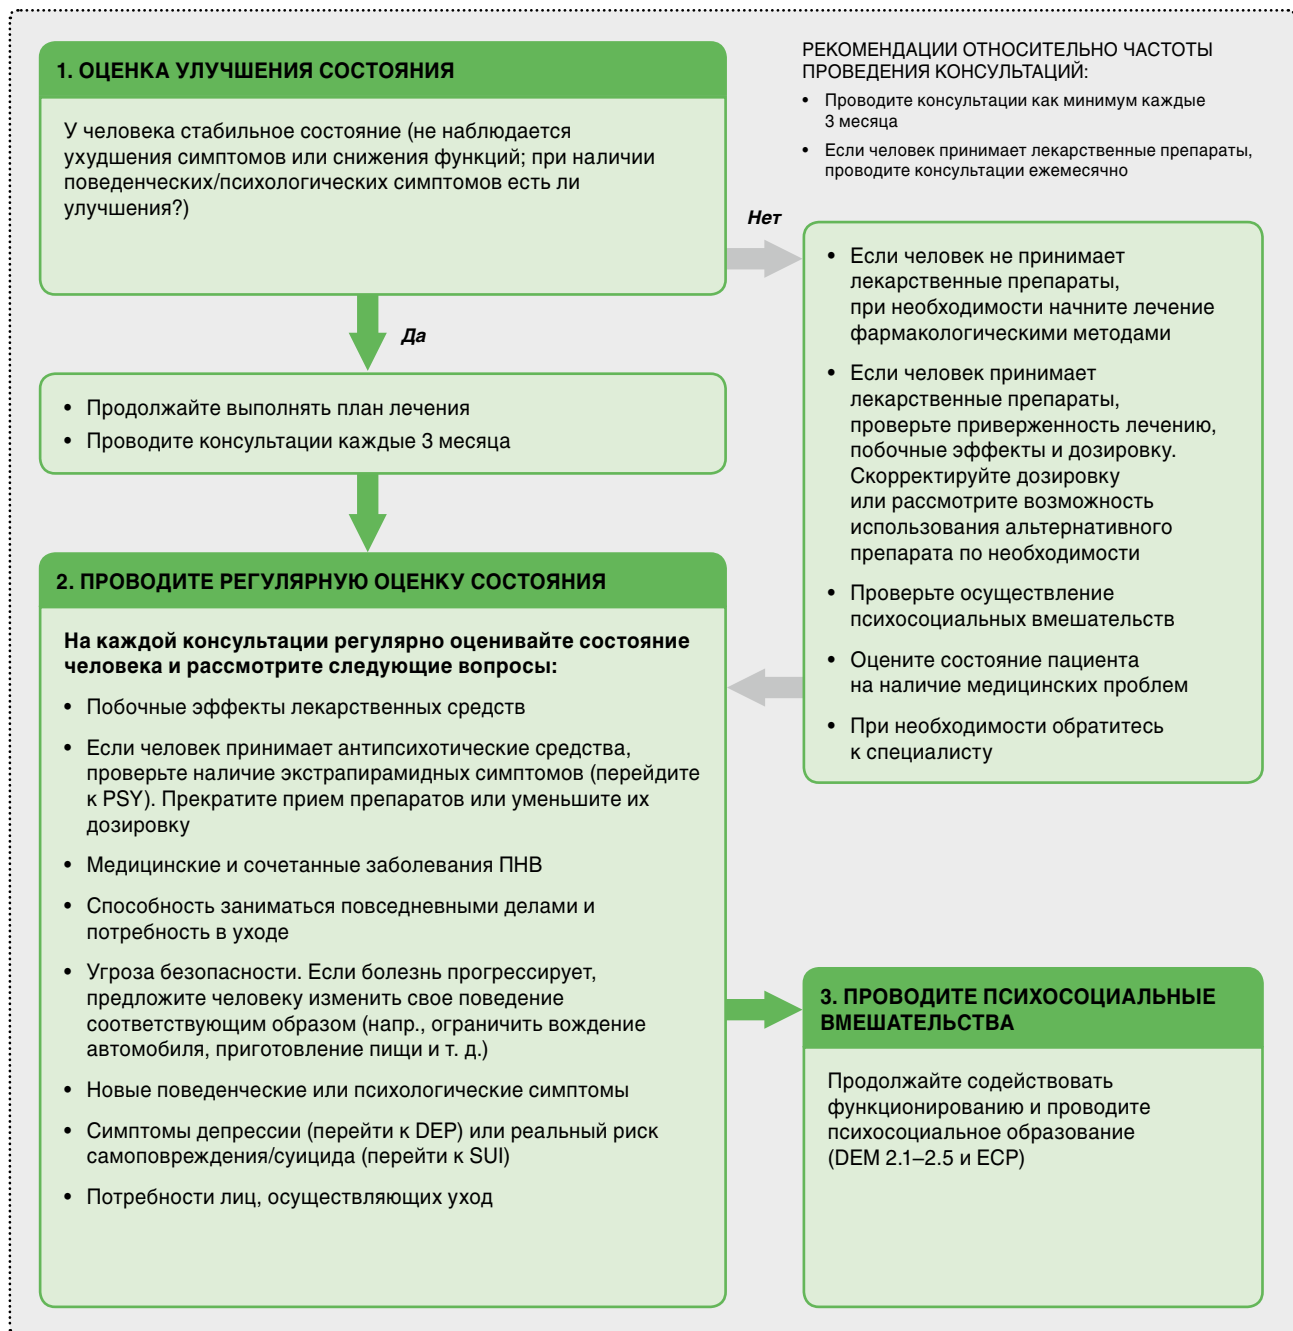 1. ОЦЕНКА УЛУЧШЕНИЯ СОСТОЯНИЯ
У человека стабильное состояние (не наблюдается
ухудшения симптомов или снижения функций; при наличии
поведенческих/психологических симптомов есть ли
улучшения?)
РЕКОМЕНДАЦИИ ОТНОСИТЕЛЬНО ЧАСТОТЫ
ПРОВЕДЕНИЯ КОНСУЛЬТАЦИЙ:
• Проводите консультации как минимум каждые
3 месяца
• Если человек принимает лекарственные препараты,
проводите консультации ежемесячно
Нет
• Если человек не принимает
лекарственные препараты,
при необходимости начните лечение
фармакологическими методами
• Если человек принимает
лекарственные препараты,
проверьте приверженность лечению,
побочные эффекты и дозировку.
Скорректируйте дозировку
или рассмотрите возможность
использования альтернативного
препарата по необходимости
• Проверьте осуществление
психосоциальных вмешательств
• Оцените состояние пациента
на наличие медицинских проблем
• При необходимости обратитесь
к специалисту
Да
• Продолжайте выполнять план лечения
• Проводите консультации каждые 3 месяца
2. ПРОВОДИТЕ РЕГУЛЯРНУЮ ОЦЕНКУ СОСТОЯНИЯ
На каждой консультации регулярно оценивайте состояние
человека и рассмотрите следующие вопросы:
• Побочные эффекты лекарственных средств
• Если человек принимает антипсихотические средства,
проверьте наличие экстрапирамидных симптомов (перейдите
к PSY). Прекратите прием препаратов или уменьшите их
дозировку
• Медицинские и сочетанные заболевания ПНВ
• Способность заниматься повседневными делами и
потребность в уходе
• Угроза безопасности. Если болезнь прогрессирует,
предложите человеку изменить свое поведение
соответствующим образом (напр., ограничить вождение
автомобиля, приготовление пищи и т. д.)
• Новые поведенческие или психологические симптомы
• Симптомы депрессии (перейти к DEP) или реальный риск
самоповреждения/суицида (перейти к SUI)
• Потребности лиц, осуществляющих уход
3. ПРОВОДИТЕ ПСИХОСОЦИАЛЬНЫЕ
ВМЕШАТЕЛЬСТВА
Продолжайте содействовать
функционированию и проводите
психосоциальное образование
(DEM 2.1–2.5 и ECP)